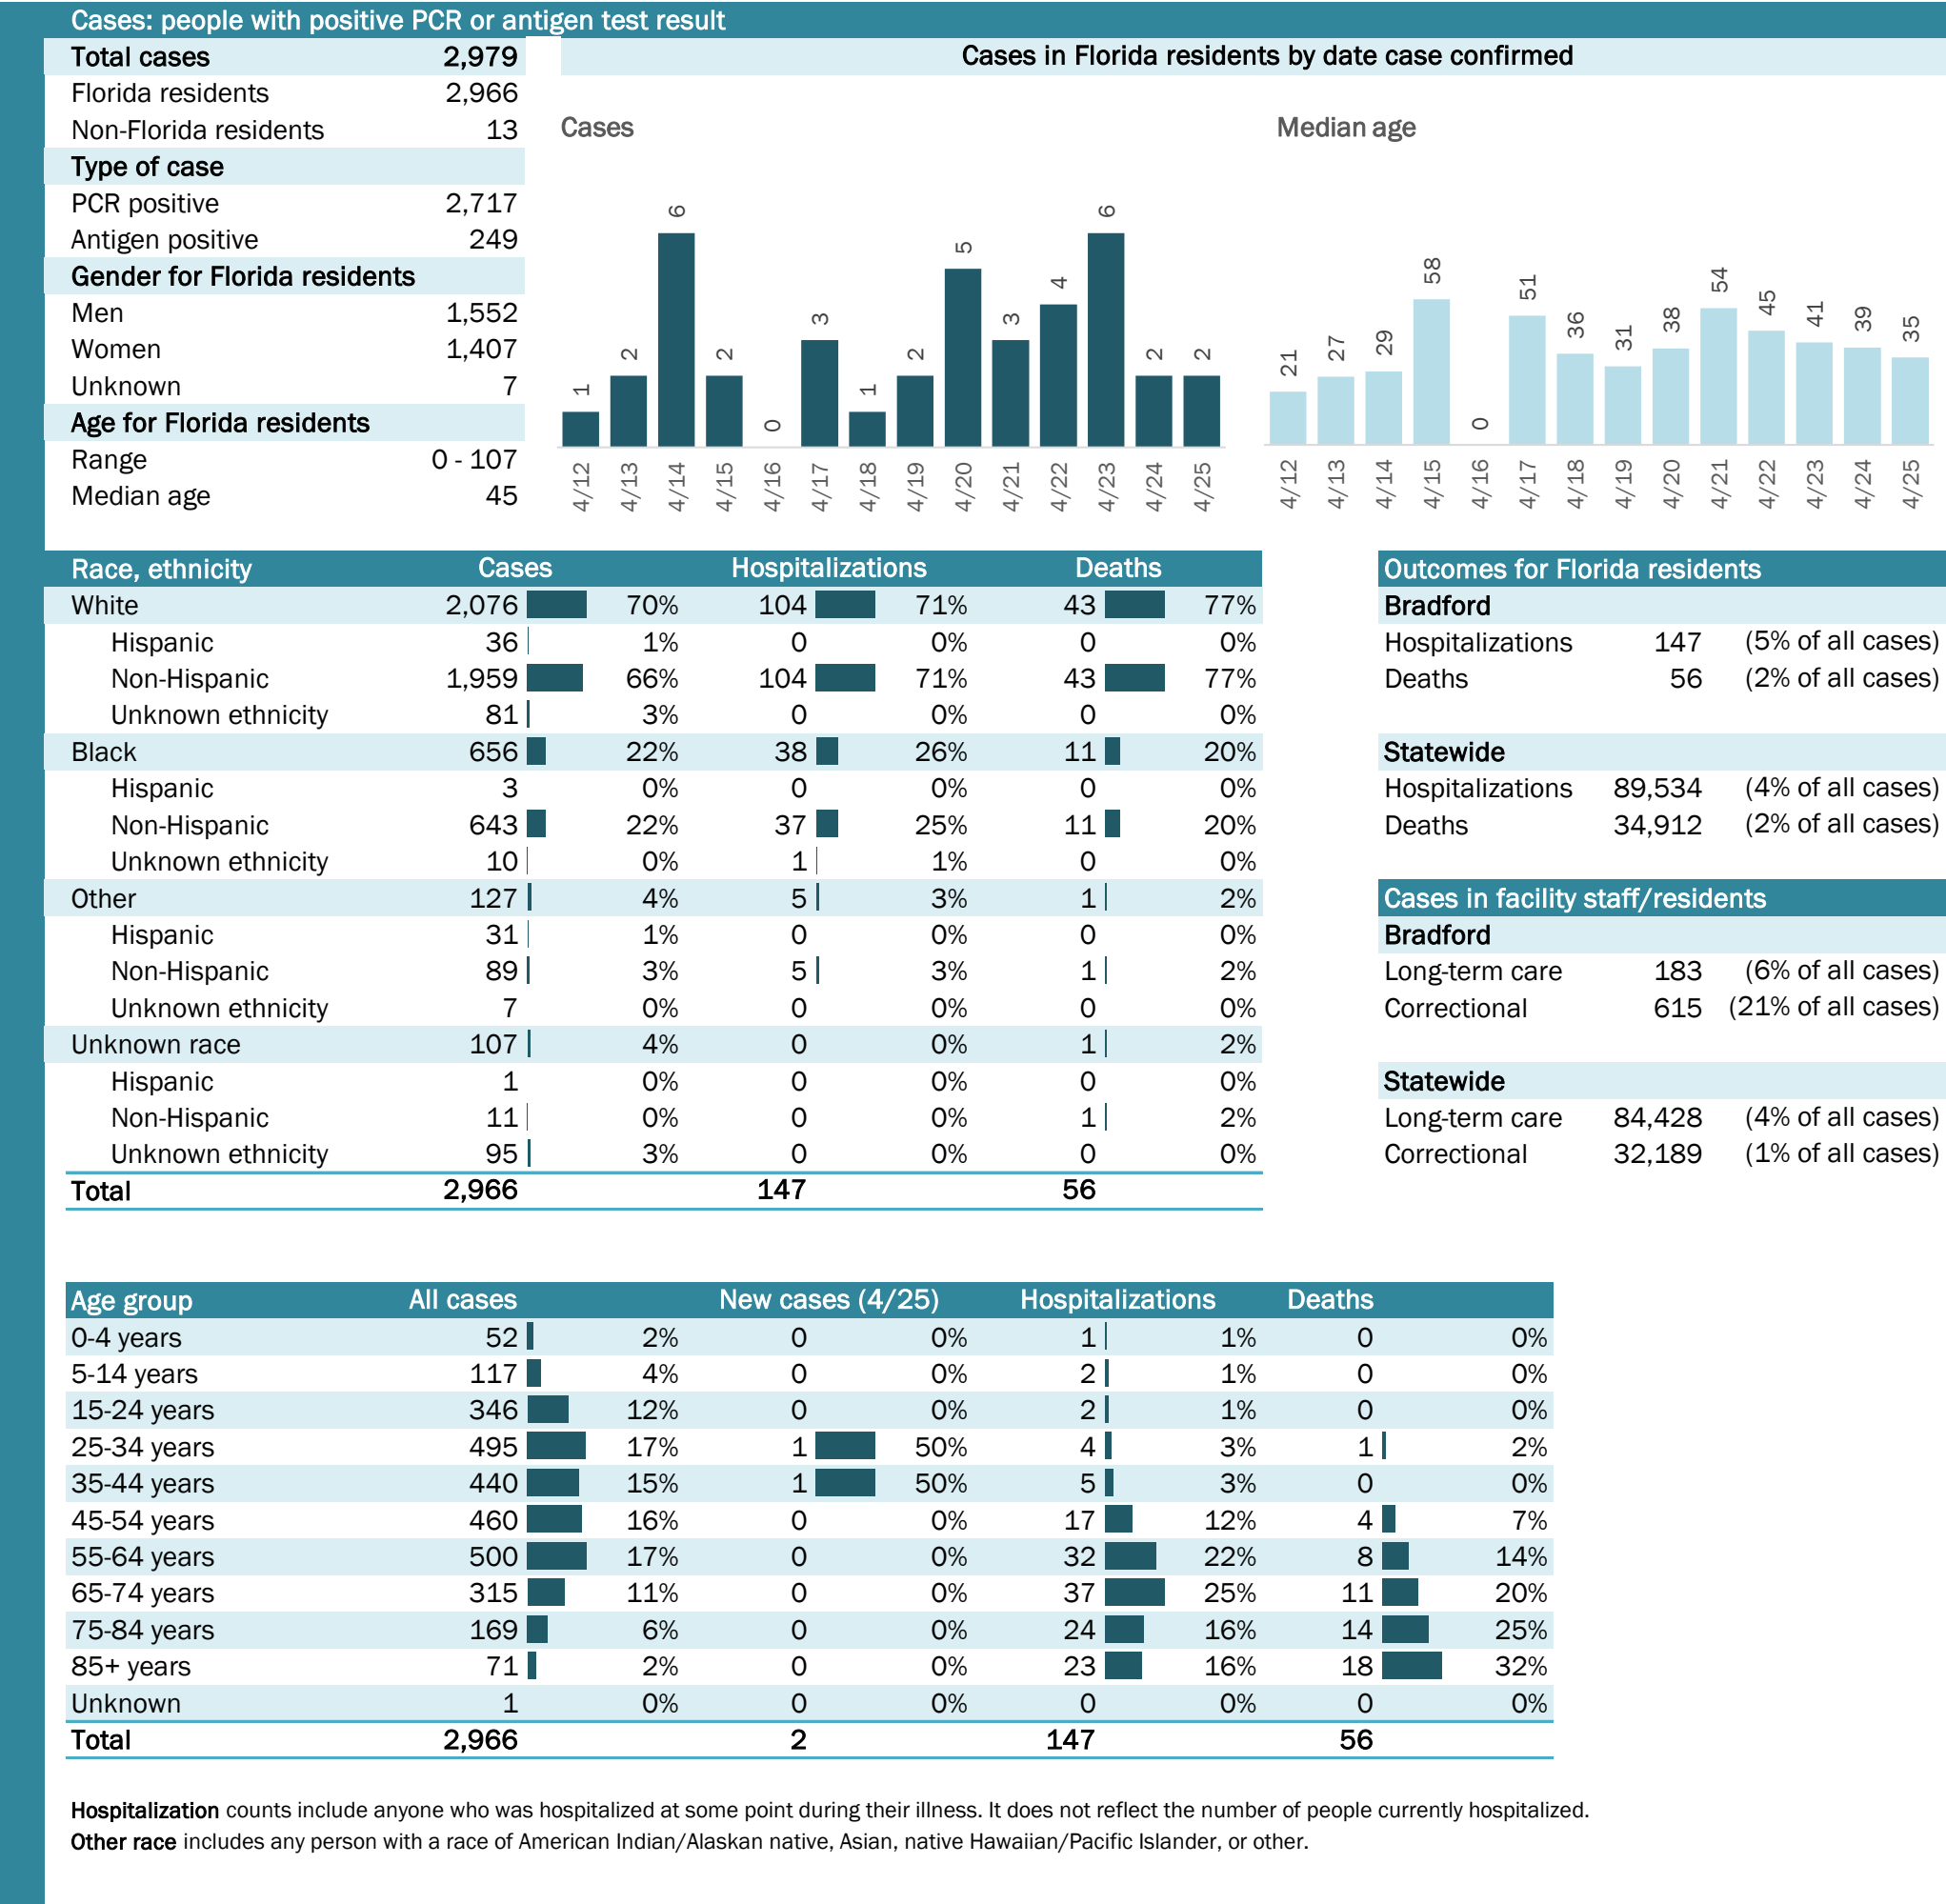 Cases: people with positive PCR or antigen test result
Total cases 2,979
Florida residents 2,966
Non-Florida residents 13
Type of case
PCR positive 2,717
Antigen positive 249
Gender for Florida residents
Men 1,552
Women 1,407
Unknown 7
Age for Florida residents
Range 0 - 107
Median age 45
Cases in Florida residents by date case confirmed
Cases
1 2 6 2 0 3 1 2 5 3 4 6 2 2
4/12 4/13 4/14 4/15 4/16 4/17 4/18 4/19 4/20 4/21 4/22 4/23 4/24 4/25
Median age
21 27 29 58 0 51 36 31 38 54 45 41 39 35
4/12 4/13 4/14 4/15 4/16 4/17 4/18 4/19 4/20 4/21 4/22 4/23 4/24 4/25
Race, ethnicity Cases Hospitalizations Deaths
White 2,076 70% 104 71% 43 77%
Hispanic 36 1% 0 0% 0 0%
Non-Hispanic 1,959 66% 104 71% 43 77%
Unknown ethnicity 81 3% 0 0% 0 0%
Black 656 22% 38 26% 11 20%
Hispanic 3 0% 0 0% 0 0%
Non-Hispanic 643 22% 37 25% 11 20%
Unknown ethnicity 10 0% 1 1% 0 0%
Other 127 4% 5 3% 1 2%
Hispanic 31 1% 0 0% 0 0%
Non-Hispanic 89 3% 5 3% 1 2%
Unknown ethnicity 7 0% 0 0% 0 0%
Unknown race 107 4% 0 0% 1 2%
Hispanic 1 0% 0 0% 0 0%
Non-Hispanic 11 0% 0 0% 1 2%
Unknown ethnicity 95 3% 0 0% 0 0%
Total 2,966 147 56
Outcomes for Florida residents
Bradford
Hospitalizations 147 (5% of all cases)
Deaths 56 (2% of all cases)
Statewide
Hospitalizations 89,534 (4% of all cases)
Deaths 34,912 (2% of all cases)
Cases in facility staff/residents
Bradford
Long-term care 183 (6% of all cases)
Correctional 615 (21% of all cases)
Statewide
Long-term care 84,428 (4% of all cases)
Correctional 32,189 (1% of all cases)
Age group All cases New cases (4/25) Hospitalizations Deaths
0-4 years 52 2% 0 0% 1 1% 0 0%
5-14 years 117 4% 0 0% 2 1% 0 0%
15-24 years 346 12% 0 0% 2 1% 0 0%
25-34 years 495 17% 1 50% 4 3% 1 2%
35-44 years 440 15% 1 50% 5 3% 0 0%
45-54 years 460 16% 0 0% 17 12% 4 7%
55-64 years 500 17% 0 0% 32 22% 8 14%
65-74 years 315 11% 0 0% 37 25% 11 20%
75-84 years 169 6% 0 0% 24 16% 14 25%
85+ years 71 2% 0 0% 23 16% 18 32%
Unknown 1 0% 0 0% 0 0% 0 0%
Total 2,966 2 147 56
Hospitalization counts include anyone who was hospitalized at some point during their illness. It does not reflect the number of people currently hospitalized.
Other race includes any person with a race of American Indian/Alaskan native, Asian, native Hawaiian/Pacific Islander, or other.